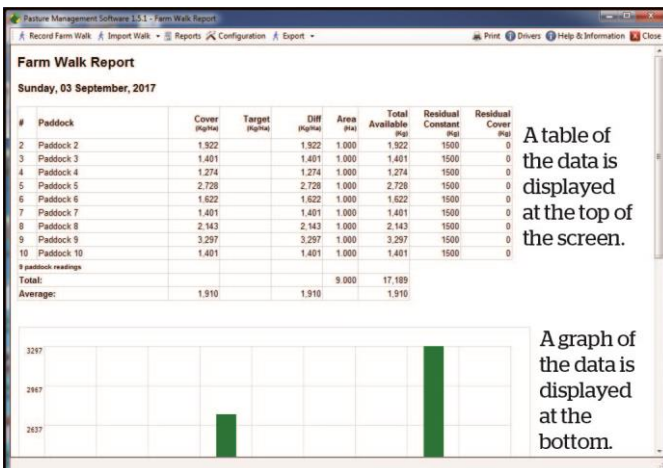 Pasture Management Software 1.5.1 - Farm Walk Report
Record Farm Walk Import Walk Reports Configuration Export Print Drivers Help & Information Close
Farm Walk Report
Sunday, 03 September, 2017
# Paddock Cover (Kg/Ha) Target (Kg/Ha) Diff (Kg/Ha) Area (Ha) Total Available (Kg) Residual Constant (Kg) Residual Cover (Kg)
2 Paddock 2 1,922 1,922 1.000 1,922 1500 0
3 Paddock 3 1,401 1,401 1.000 1,401 1500 0
4 Paddock 4 1,274 1,274 1.000 1,274 1500 0
5 Paddock 5 2,728 2,728 1.000 2,728 1500 0
6 Paddock 6 1,622 1,622 1.000 1,622 1500 0
7 Paddock 7 1,401 1,401 1.000 1,401 1500 0
8 Paddock 8 2,143 2,143 1.000 2,143 1500 0
9 Paddock 9 3,297 3,297 1.000 3,297 1500 0
10 Paddock 10 1,401 1,401 1.000 1,401 1500 0
9 paddock readings
Total: 9.000 17,189
Average: 1,910 1,910 1,910
A table of
the data is
displayed
at the top of
the screen.
3297
2967
2637
A graph of
the data is
displayed
at the
bottom.